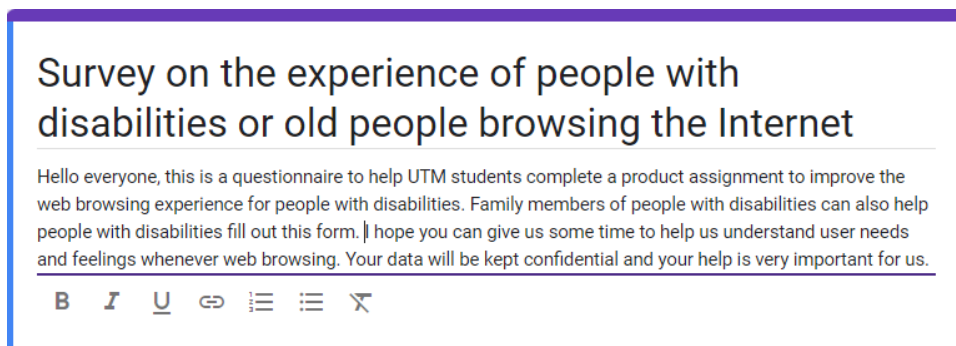 Survey on the experience of people with
disabilities or old people browsing the Internet
Hello everyone, this is a questionnaire to help UTM students complete a product assignment to improve the
web browsing experience for people with disabilities. Family members of people with disabilities can also help
people with disabilities fill out this form. I hope you can give us some time to help us understand user needs
and feelings whenever web browsing. Your data will be kept confidential and your help is very important for us.
B I U